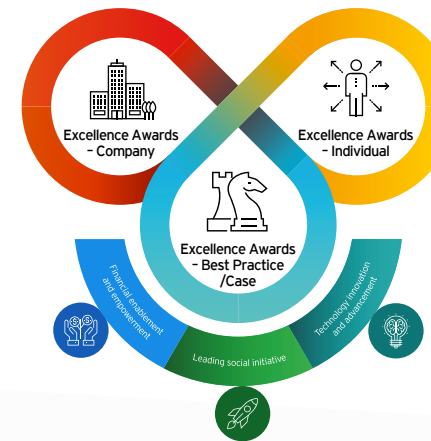 Excellence Awards
– Company
Excellence Awards
– Individual
Excellence Awards
– Best Practice
/Case
Financial enablement
and empowerment
Leading social initiative
Technology innovation
and advancement